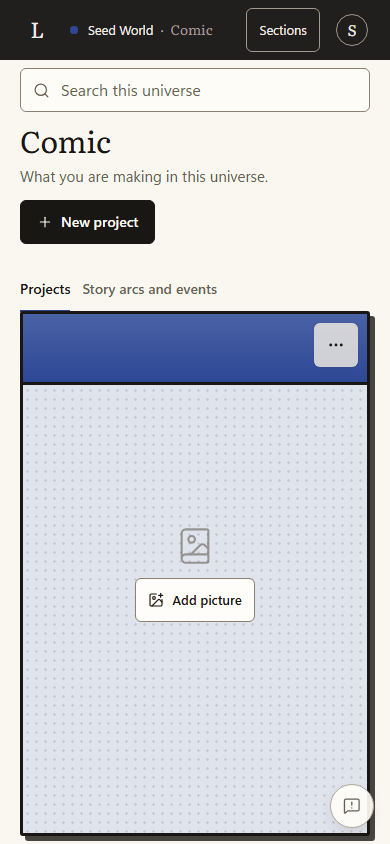 L
Seed World · Comic
Sections
S
Search this universe
Comic
What you are making in this universe.
New project
Projects
Story arcs and events
Add picture